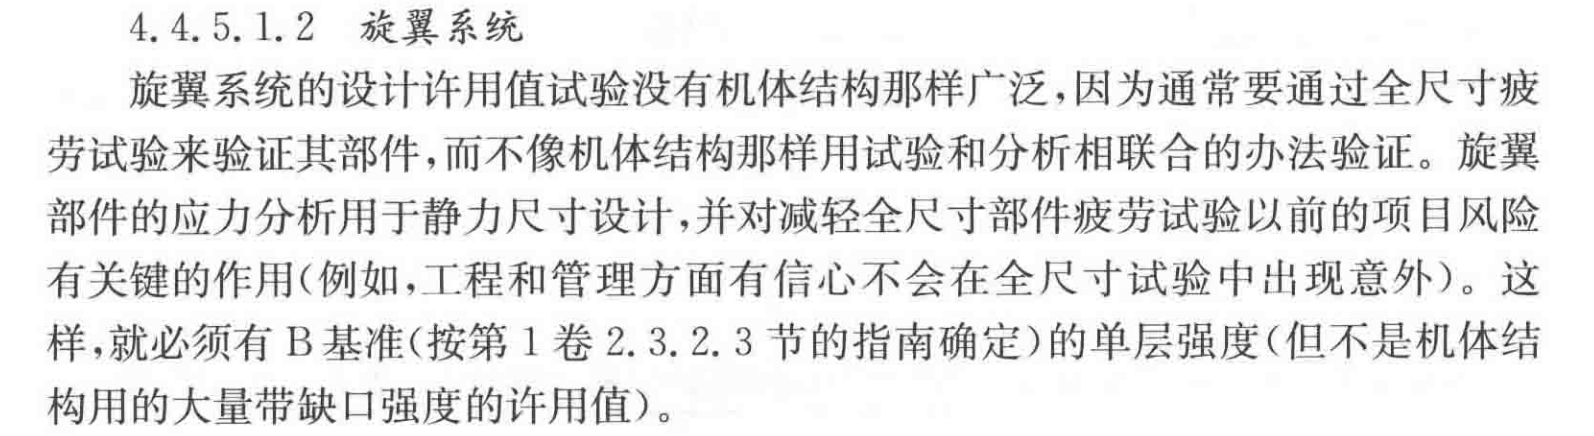 4.4.5.1.2 旋翼系统
旋翼系统的设计许用值试验没有机体结构那样广泛,因为通常要通过全尺寸疲
劳试验来验证其部件,而不像机体结构那样用试验和分析相联合的办法验证。旋翼
部件的应力分析用于静力尺寸设计,并对减轻全尺寸部件疲劳试验以前的项目风险
有关键的作用(例如,工程和管理方面有信心不会在全尺寸试验中出现意外)。这
样,就必须有 B 基准(按第 1 卷 2.3.2.3 节的指南确定)的单层强度(但不是机体结
构用的大量带缺口强度的许用值)。